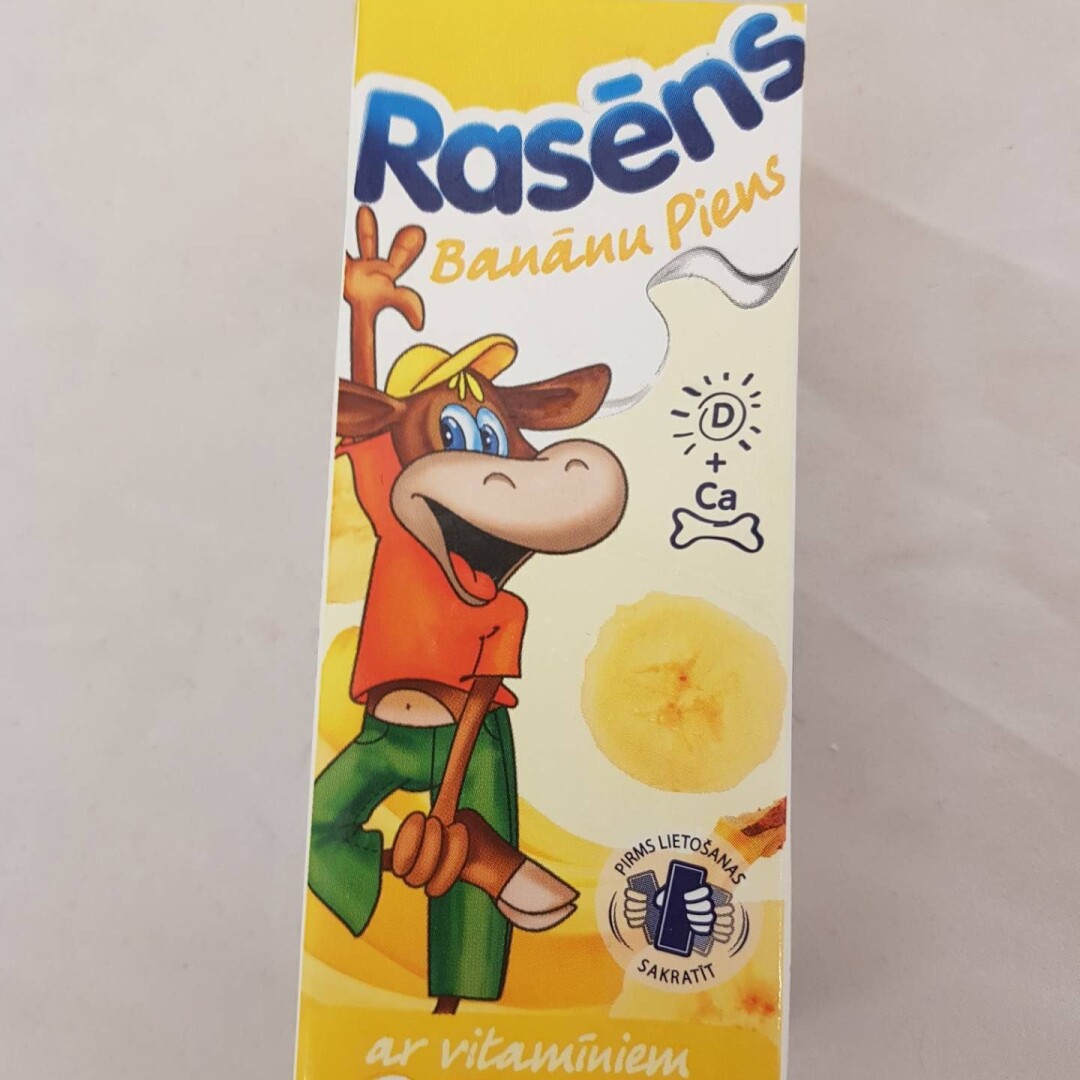 Rasēns
Banānu Piens
D
+
Ca
PIRMS LIETOŠANAS
SAKRATĪT
ar vitamīniem